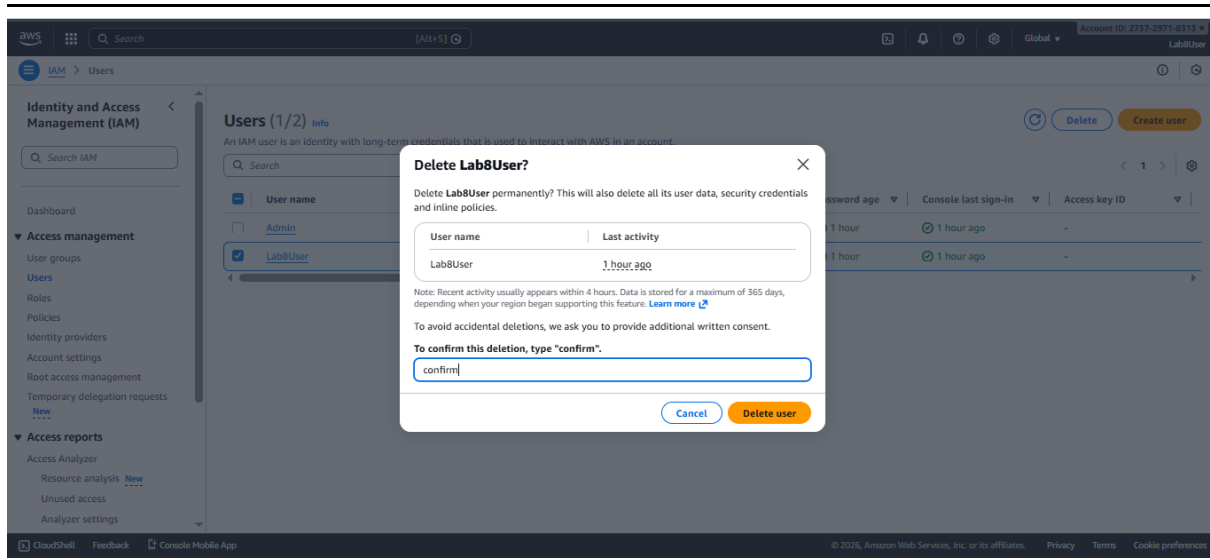 aws
Search
[Alt+S]
Global
Account ID: 2737-2971-8313
Lab8User
IAM > Users
Identity and Access
Management (IAM)
Search IAM
Dashboard
Access management
User groups
Users
Roles
Policies
Identity providers
Account settings
Root access management
Temporary delegation requests
New
Access reports
Access Analyzer
Resource analysis New
Unused access
Analyzer settings
Users (1/2) Info
An IAM user is an identity with long-term credentials that is used to interact with AWS in an account.
Delete
Create user
Search
1
User name
Console last sign-in
Access key ID
Admin
1 hour
1 hour ago
-
Lab8User
1 hour
1 hour ago
-
Delete Lab8User?
Delete Lab8User permanently? This will also delete all its user data, security credentials
and inline policies.
User name
Last activity
Lab8User
1 hour ago
Note: Recent activity usually appears within 4 hours. Data is stored for a maximum of 365 days,
depending when your region began supporting this feature. Learn more
To avoid accidental deletions, we ask you to provide additional written consent.
To confirm this deletion, type "confirm".
confirm
Cancel
Delete user
CloudShell
Feedback
Console Mobile App
© 2026, Amazon Web Services, Inc. or its affiliates.
Privacy
Terms
Cookie preferences